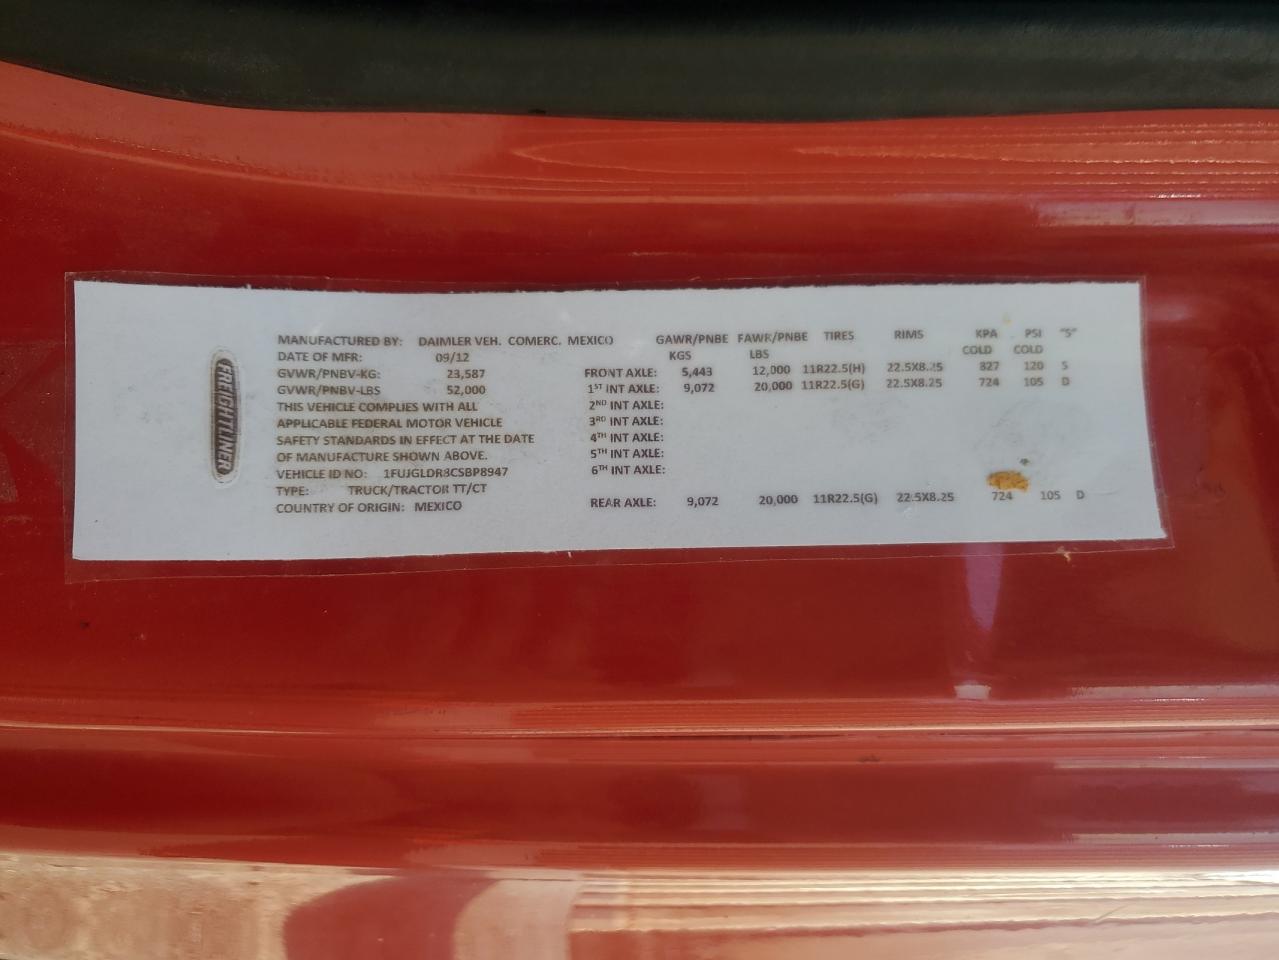 FREIGHTLINER
MANUFACTURED BY: DAIMLER VEH. COMERC. MEXICO
DATE OF MFR: 09/12
GVWR/PNBV-KG: 23,587
GVWR/PNBV-LBS 52,000
THIS VEHICLE COMPLIES WITH ALL
APPLICABLE FEDERAL MOTOR VEHICLE
SAFETY STANDARDS IN EFFECT AT THE DATE
OF MANUFACTURE SHOWN ABOVE.
VEHICLE ID NO: 1FUJGLDR8CSBP8947
TYPE: TRUCK/TRACTOR TT/CT
COUNTRY OF ORIGIN: MEXICO
GAWR/PNBE FAWR/PNBE TIRES RIMS KPA PSI "S"
KGS LBS COLD COLD
FRONT AXLE: 5,443 12,000 11R22.5(H) 22.5X8.25 827 120 S
1ST INT AXLE: 9,072 20,000 11R22.5(G) 22.5X8.25 724 105 D
2ND INT AXLE:
3RD INT AXLE:
4TH INT AXLE:
5TH INT AXLE:
6TH INT AXLE:
REAR AXLE: 9,072 20,000 11R22.5(G) 22.5X8.25 724 105 D